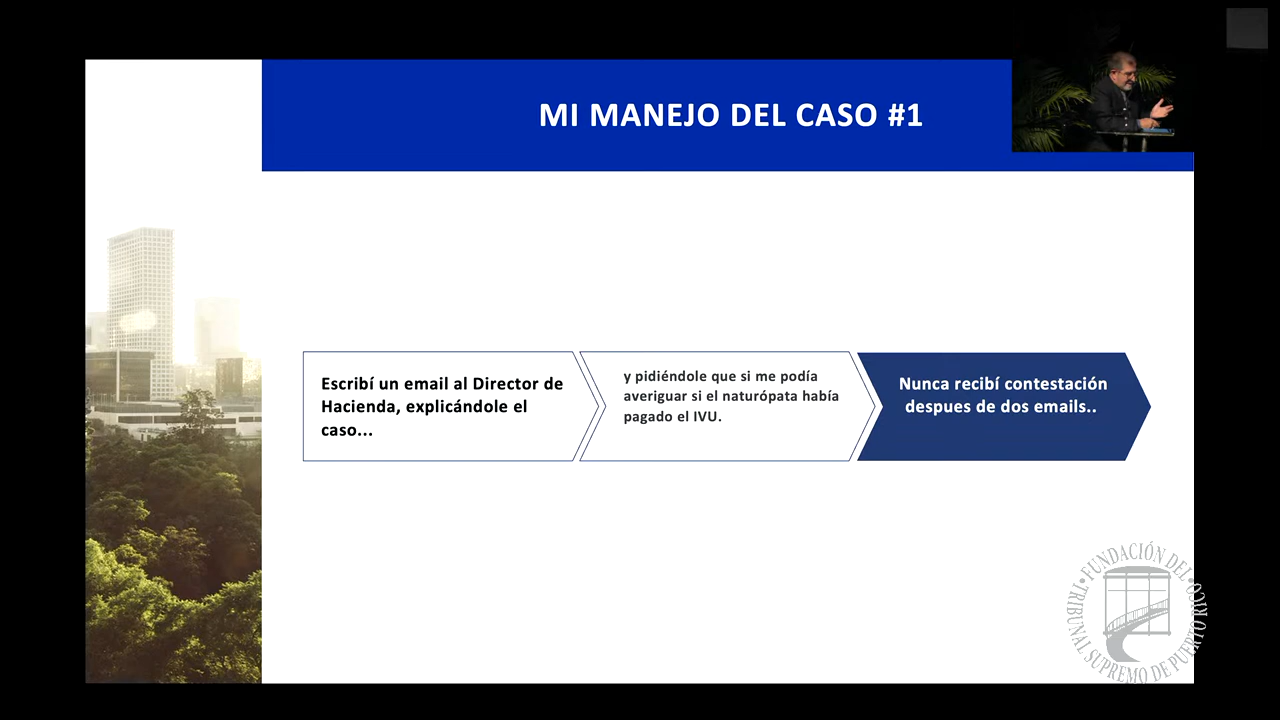 MI MANEJO DEL CASO #1
Escribí un email al Director de
Hacienda, explicándole el
caso...
y pidiéndole que si me podía
averiguar si el naturópata había
pagado el IVU.
Nunca recibí contestación
despues de dos emails..
FUNDACIÓN DEL
TRIBUNAL SUPREMO DE PUERTO RICO